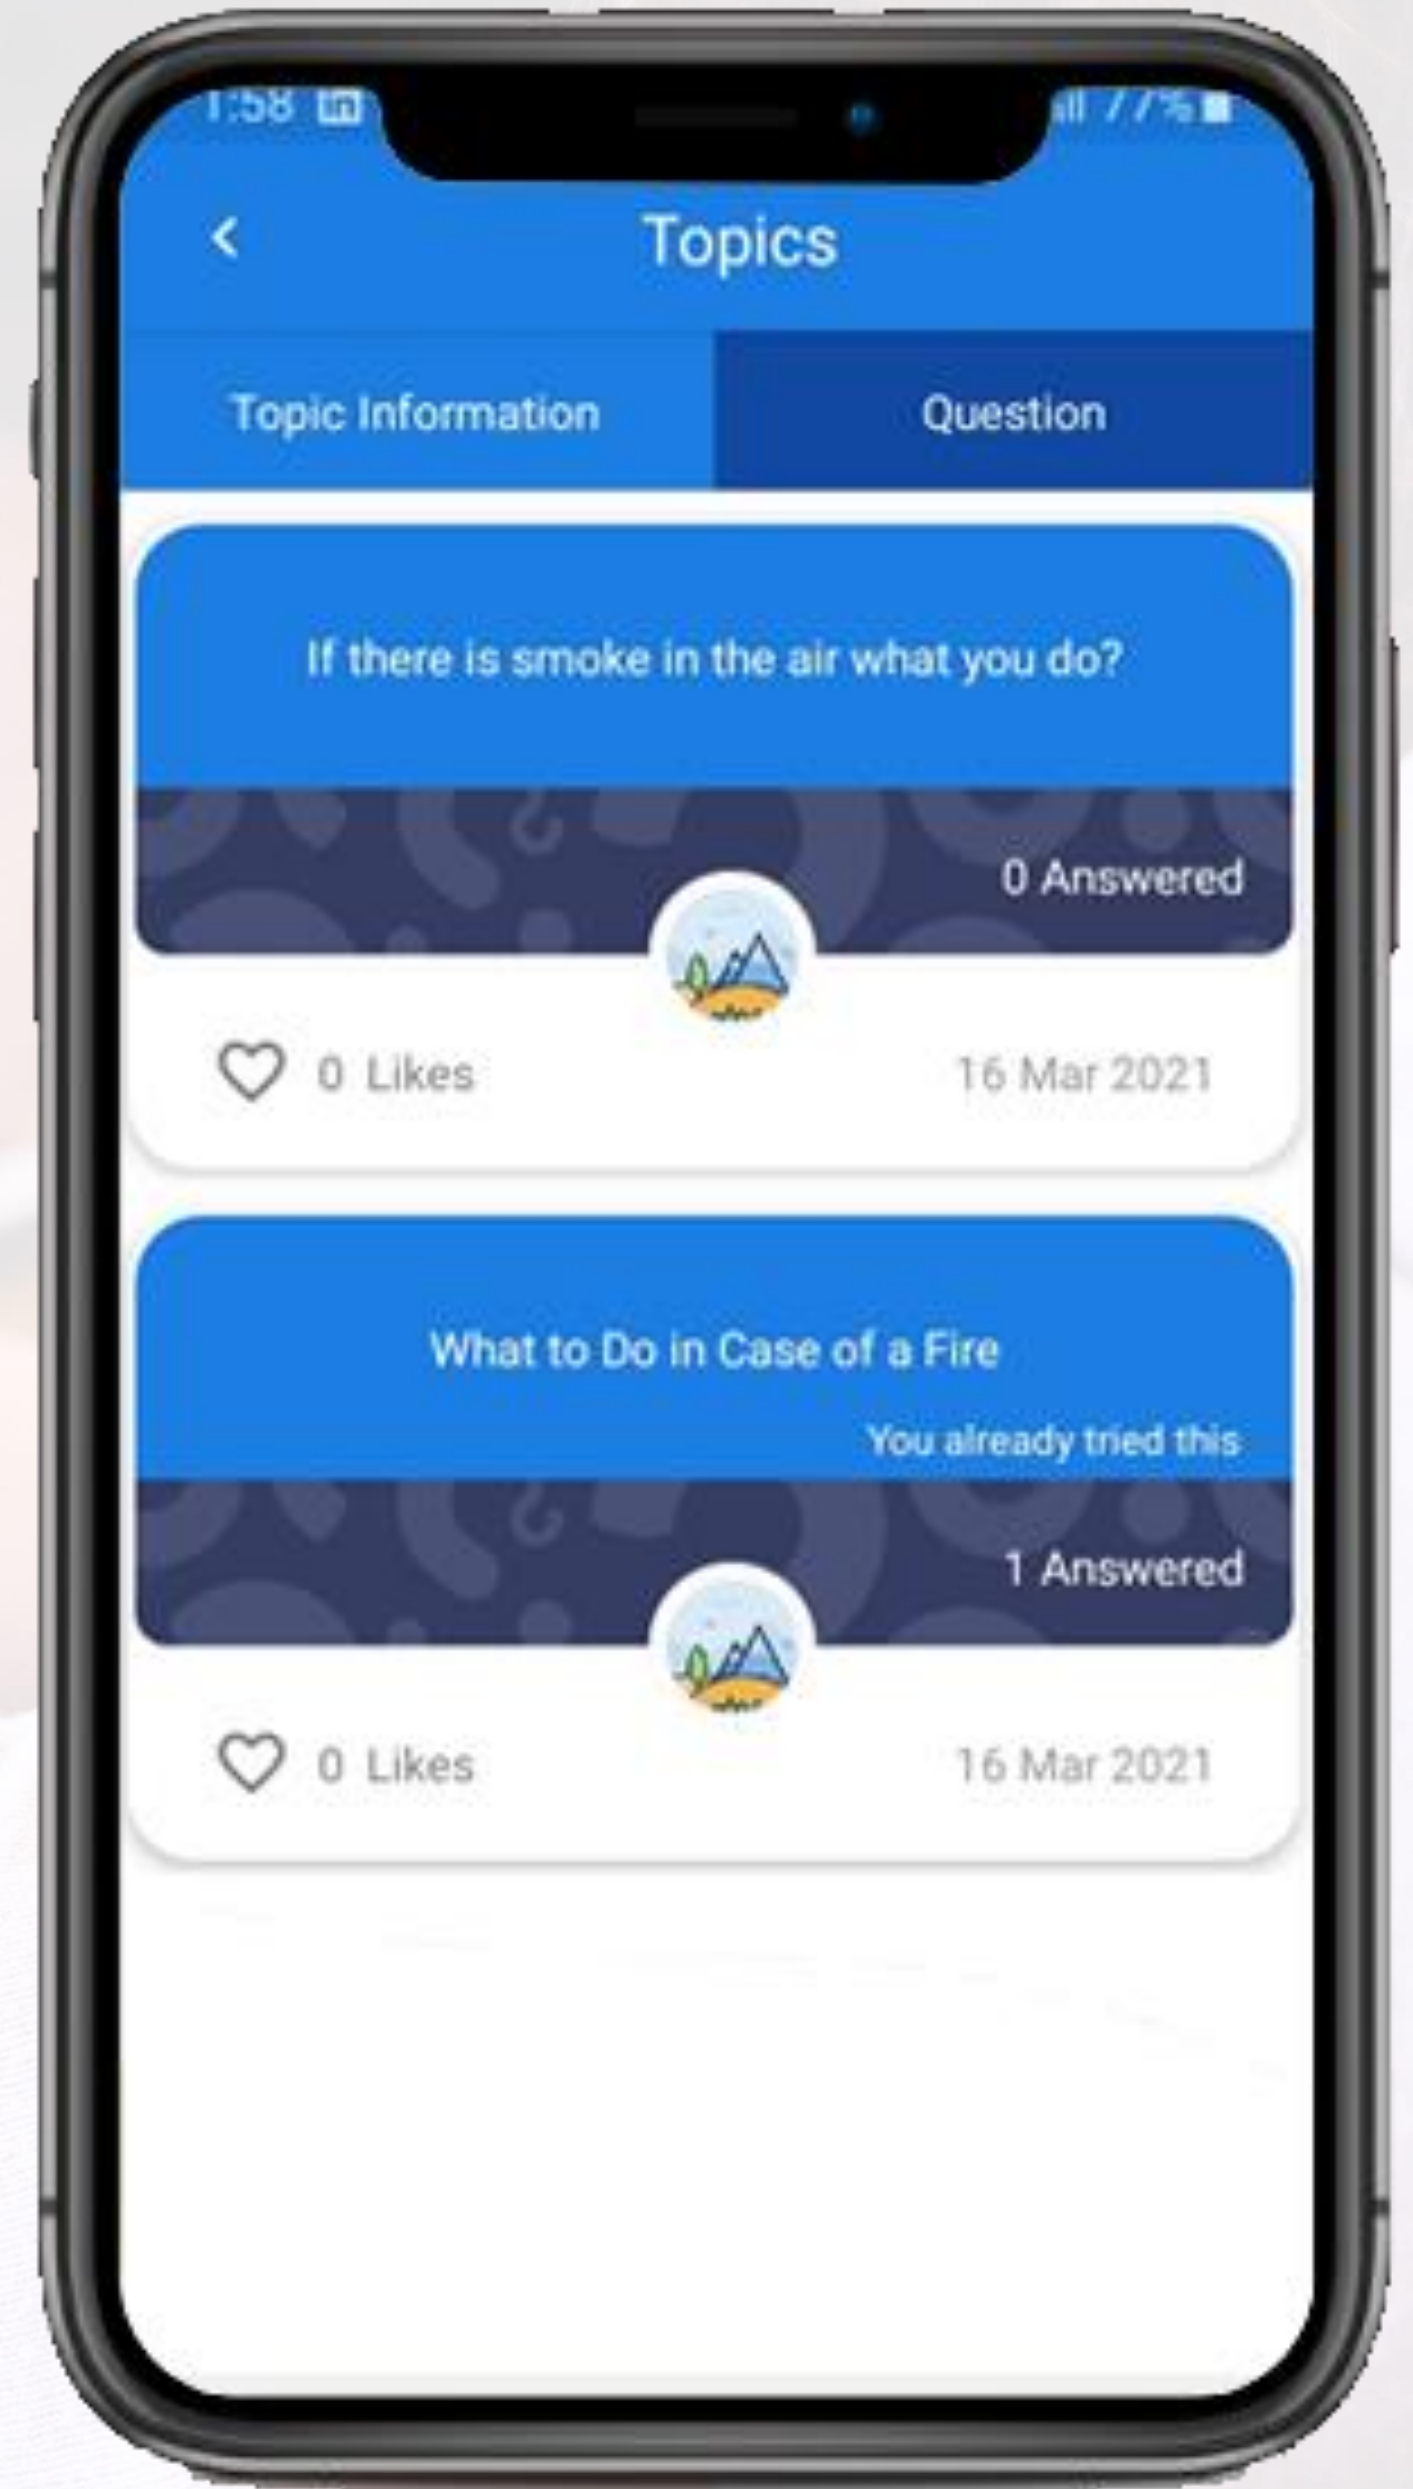 1:58 in 77%
Topics
Topic Information
Question
If there is smoke in the air what you do?
0 Answered
0 Likes
16 Mar 2021
What to Do in Case of a Fire
You already tried this
1 Answered
0 Likes
16 Mar 2021